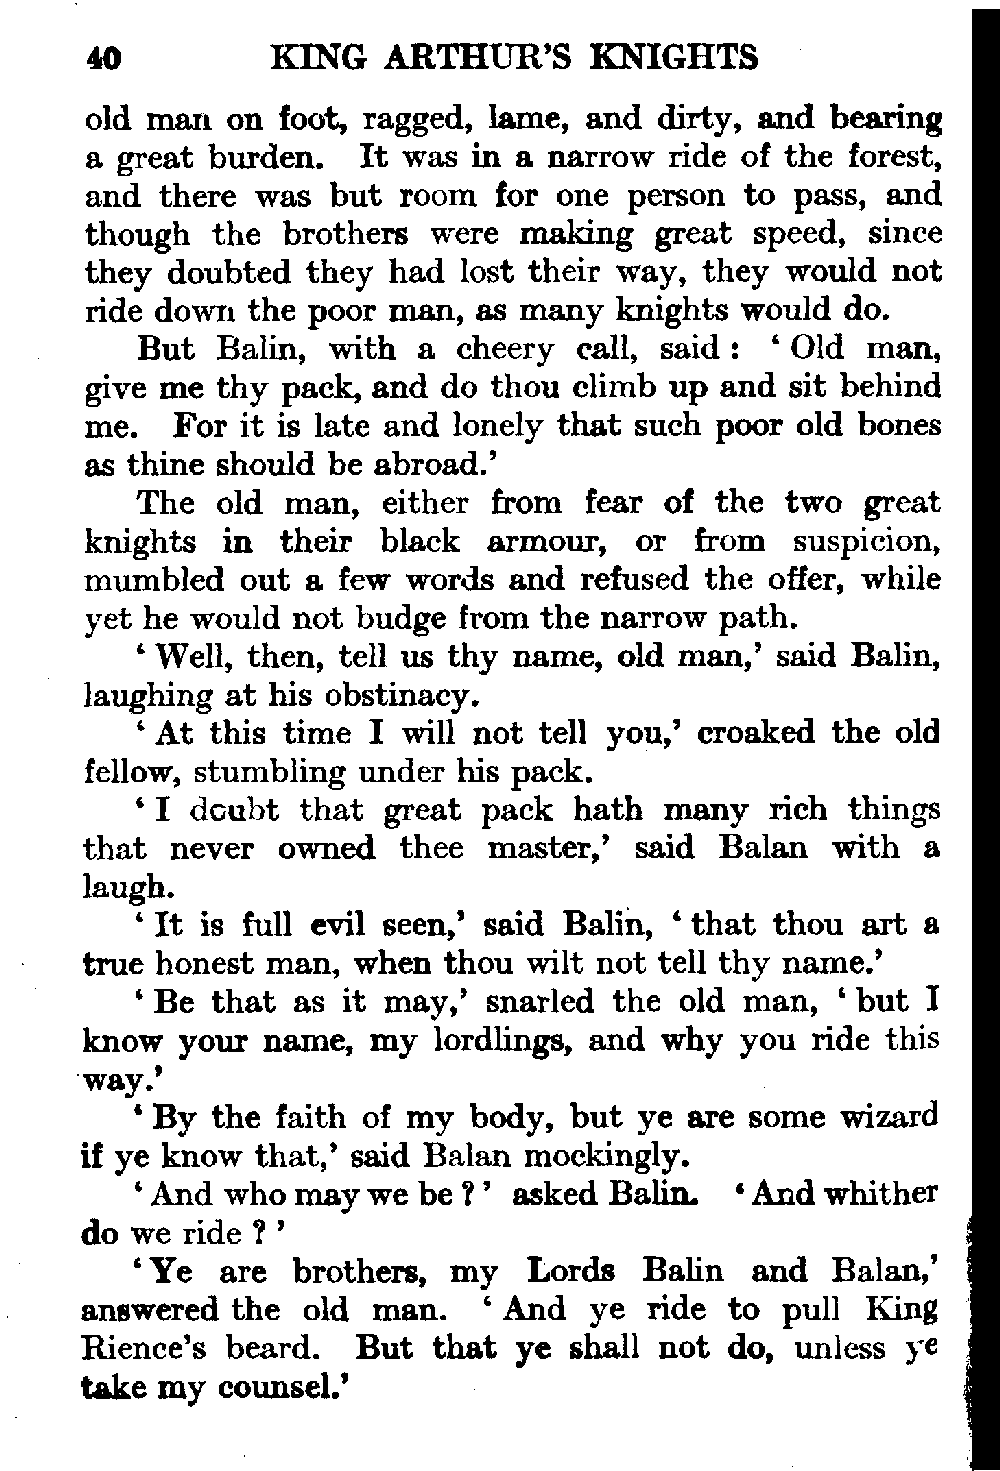 40 KING ARTHUR'S KNIGHTS
old man on foot, ragged, lame, and dirty, and bearing
a great burden. It was in a narrow ride of the forest,
and there was but room for one person to pass, and
though the brothers were making great speed, since
they doubted they had lost their way, they would not
ride down the poor man, as many knights would do.
But Balin, with a cheery call, said : ‘ Old man,
give me thy pack, and do thou climb up and sit behind
me. For it is late and lonely that such poor old bones
as thine should be abroad.’
The old man, either from fear of the two great
knights in their black armour, or from suspicion,
mumbled out a few words and refused the offer, while
yet he would not budge from the narrow path.
‘ Well, then, tell us thy name, old man,’ said Balin,
laughing at his obstinacy.
‘ At this time I will not tell you,’ croaked the old
fellow, stumbling under his pack.
‘ I doubt that great pack hath many rich things
that never owned thee master,’ said Balan with a
laugh.
‘ It is full evil seen,’ said Balin, ‘ that thou art a
true honest man, when thou wilt not tell thy name.’
‘ Be that as it may,’ snarled the old man, ‘ but I
know your name, my lordlings, and why you ride this
way.’
‘ By the faith of my body, but ye are some wizard
if ye know that,’ said Balan mockingly.
‘ And who may we be ? ’ asked Balin. ‘ And whither
do we ride ? ’
‘ Ye are brothers, my Lords Balin and Balan,’
answered the old man. ‘ And ye ride to pull King
Rience's beard. But that ye shall not do, unless ye
take my counsel.’